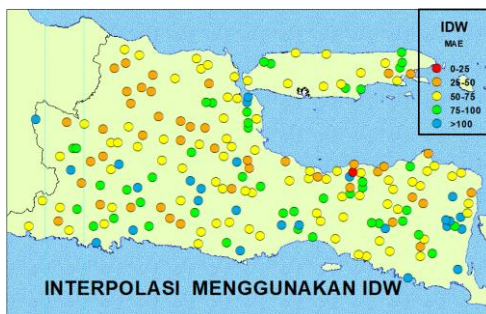 IDW
MAE
0-25
25-50
50-75
75-100
>100
INTERPOLASI MENGGUNAKAN IDW